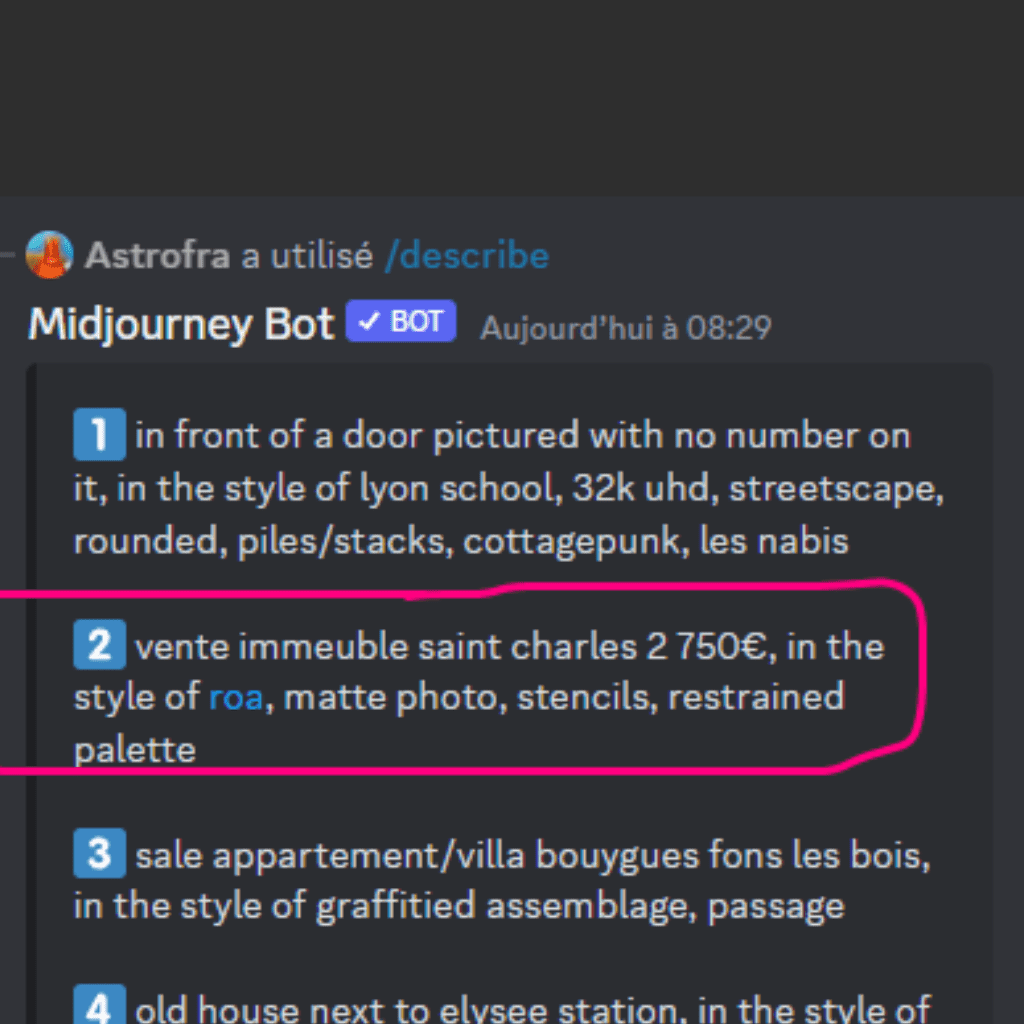 Astrofra a utilisé /describe
Midjourney Bot ✓ BOT Aujourd’hui à 08:29
1 in front of a door pictured with no number on
it, in the style of lyon school, 32k uhd, streetscape,
rounded, piles/stacks, cottagepunk, les nabis
2 vente immeuble saint charles 2 750€, in the
style of roa, matte photo, stencils, restrained
palette
3 sale appartement/villa bouygues fons les bois,
in the style of graffitied assemblage, passage
4 old house next to elysee station, in the style of